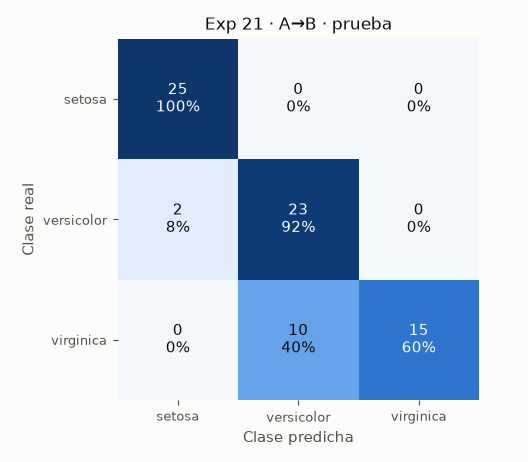 Exp 21 · A→B · prueba
Clase real
setosa
25
100%
0
0%
0
0%
versicolor
2
8%
23
92%
0
0%
virginica
0
0%
10
40%
15
60%
setosa
versicolor
virginica
Clase predicha